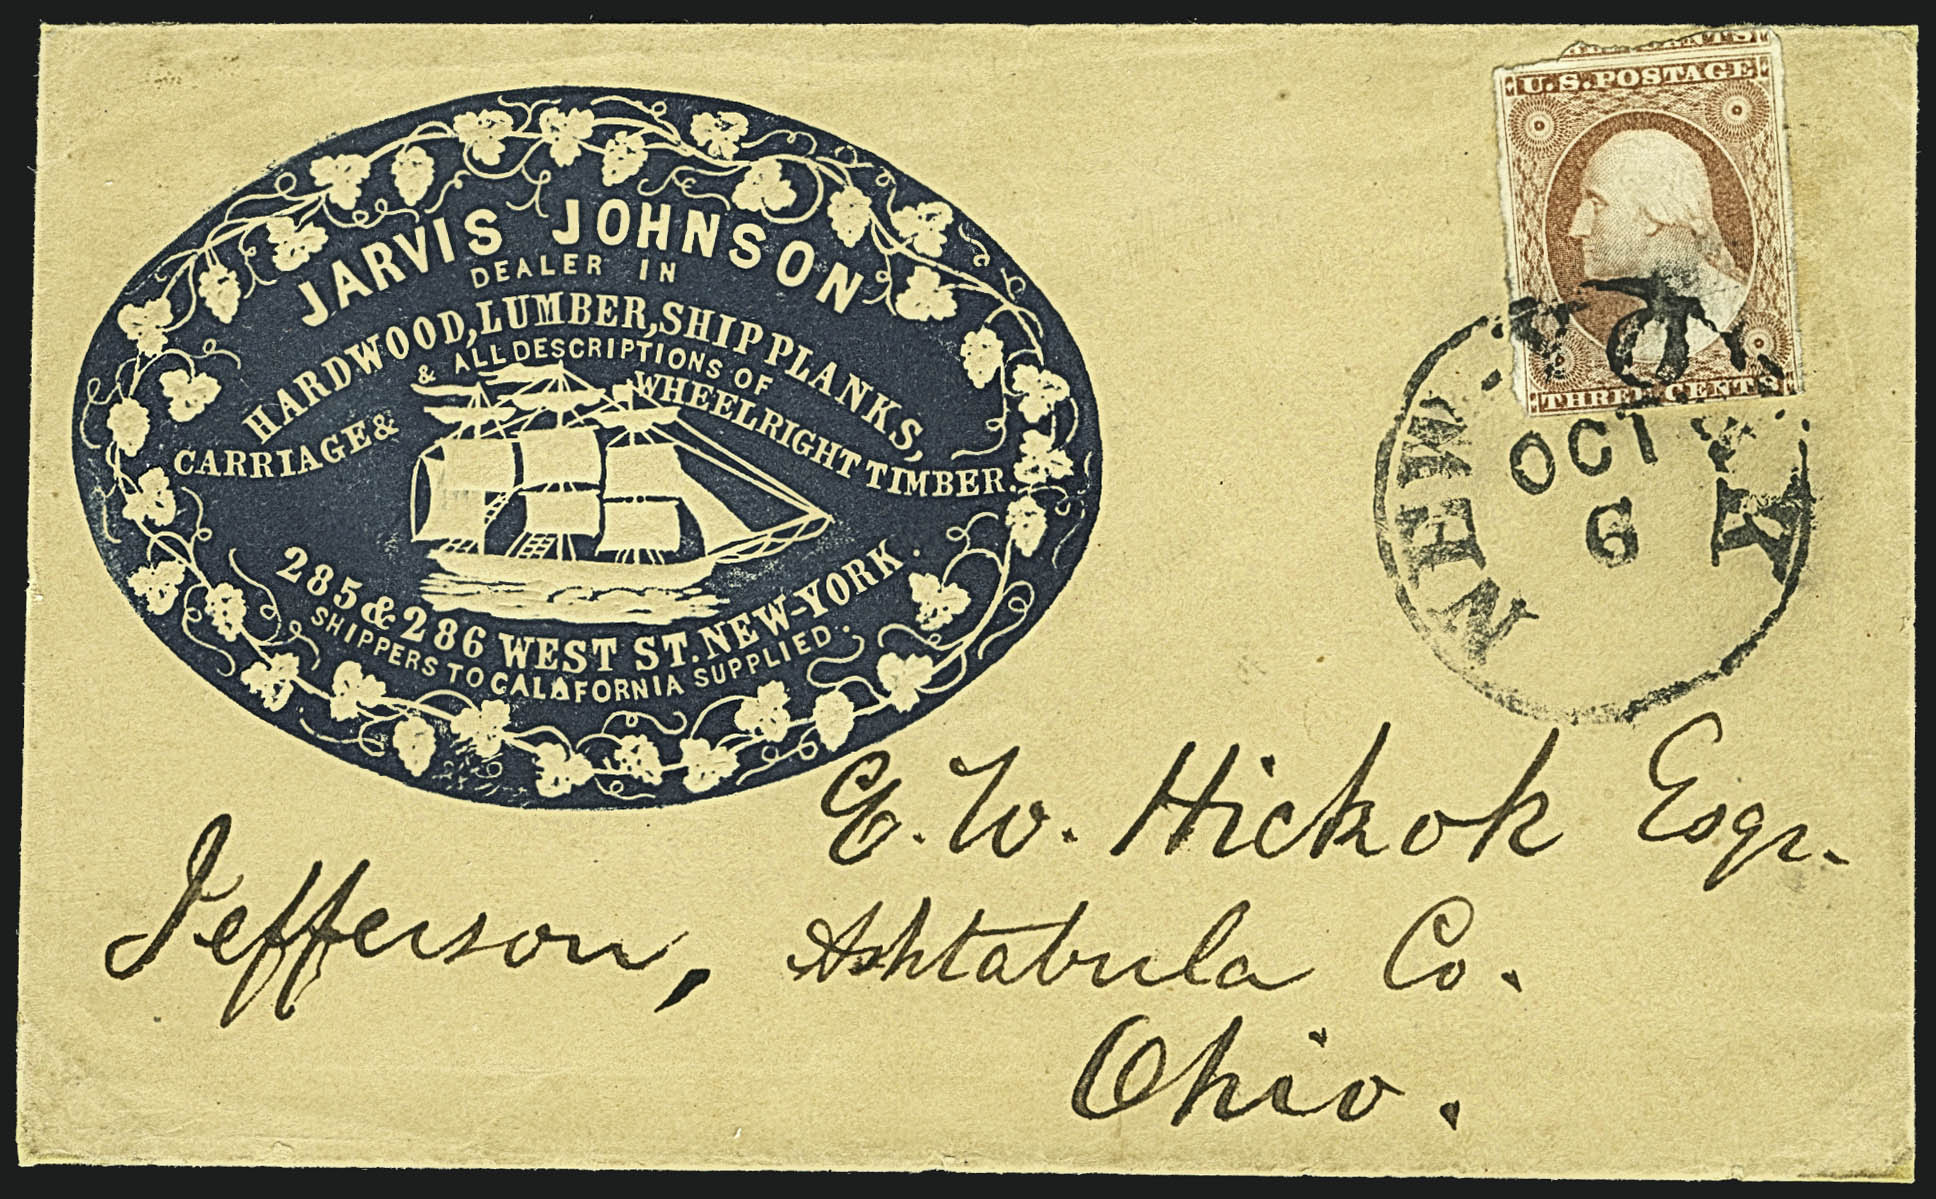 JARVIS JOHNSON
DEALER IN
HARDWOOD, LUMBER, SHIP PLANKS,
& ALL DESCRIPTIONS OF
CARRIAGE & WHEELRIGHT TIMBER.
285 & 286 WEST ST. NEW-YORK.
SHIPPERS TO CALAFORNIA SUPPLIED.
CENTS
U.S. POSTAGE
THREE CENTS
NEW-YORK
OCT
6
E. W. Hickok Esqr.
Jefferson, Ashtabula Co.
Ohio.